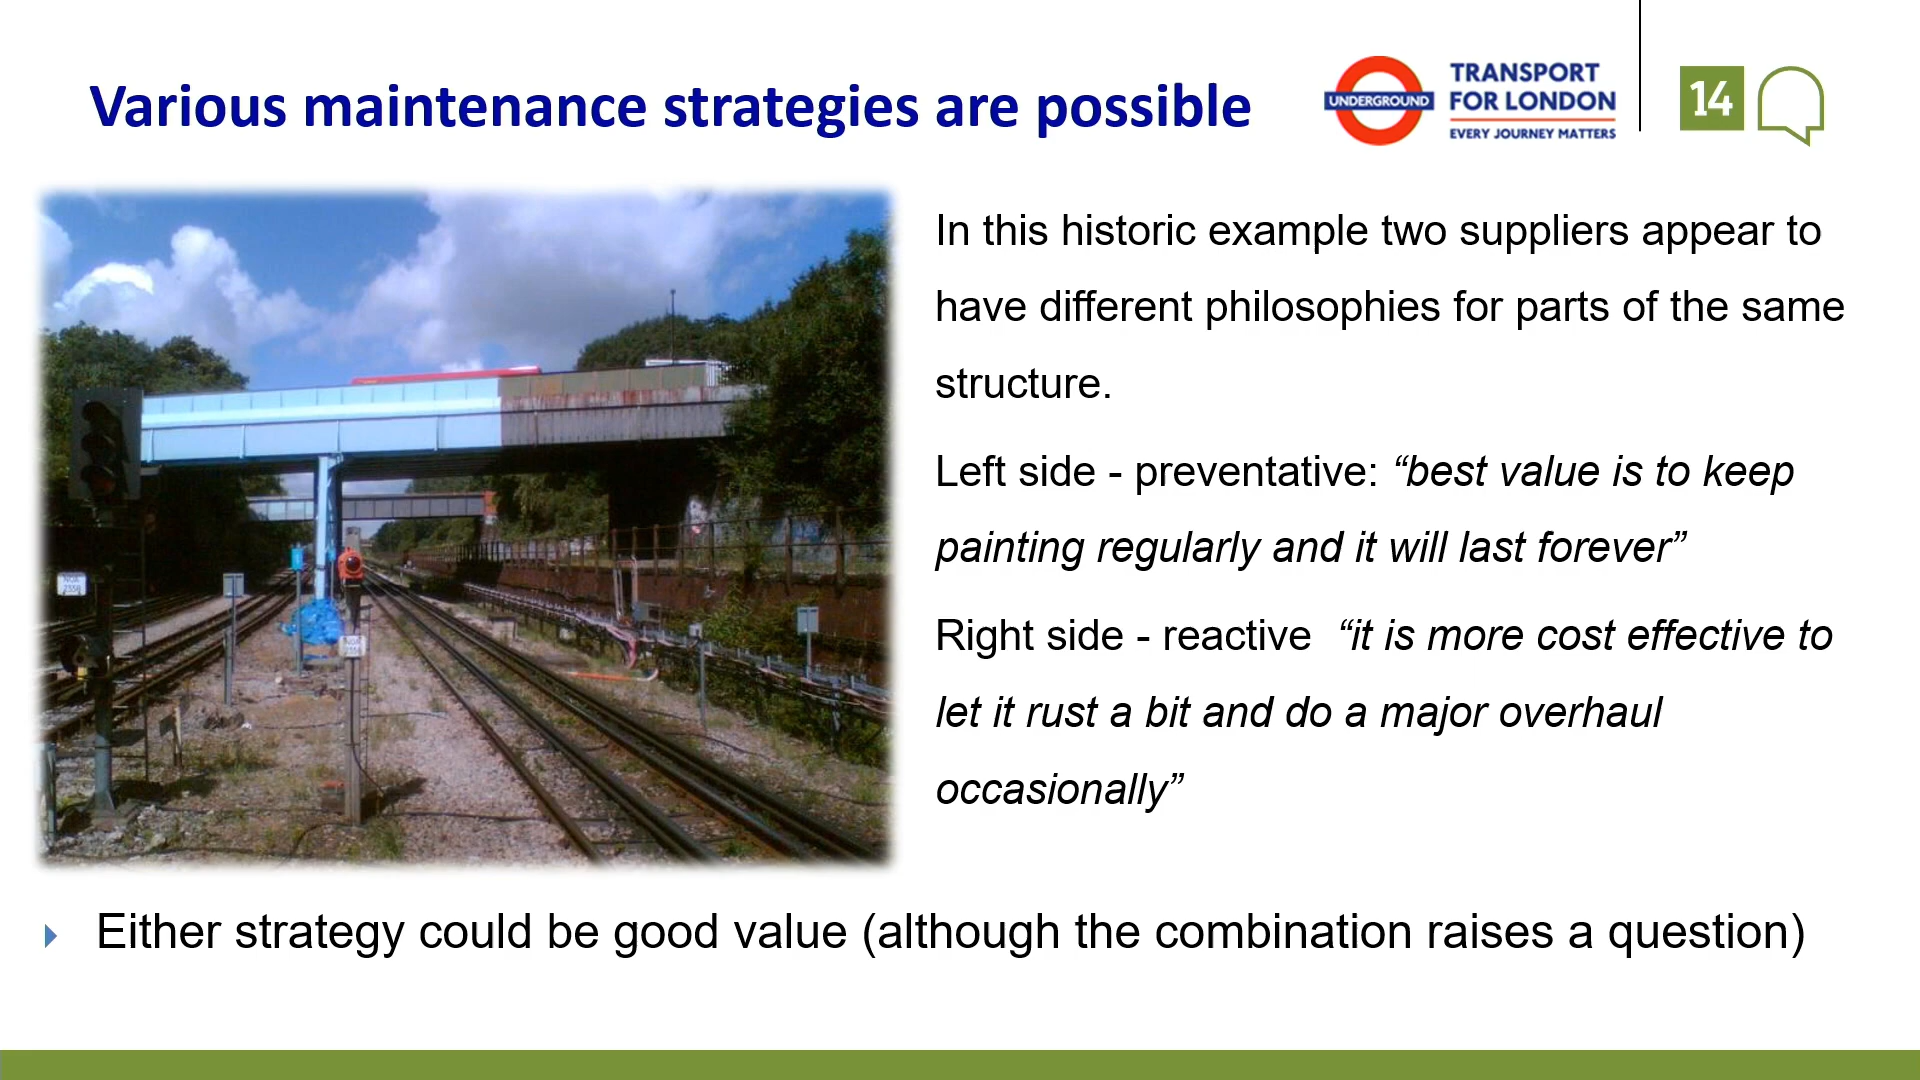 Various maintenance strategies are possible
UNDERGROUND
TRANSPORT
FOR LONDON
EVERY JOURNEY MATTERS
14
In this historic example two suppliers appear to
have different philosophies for parts of the same
structure.
Left side - preventative: “best value is to keep
painting regularly and it will last forever”
Right side - reactive “it is more cost effective to
let it rust a bit and do a major overhaul
occasionally”
Either strategy could be good value (although the combination raises a question)